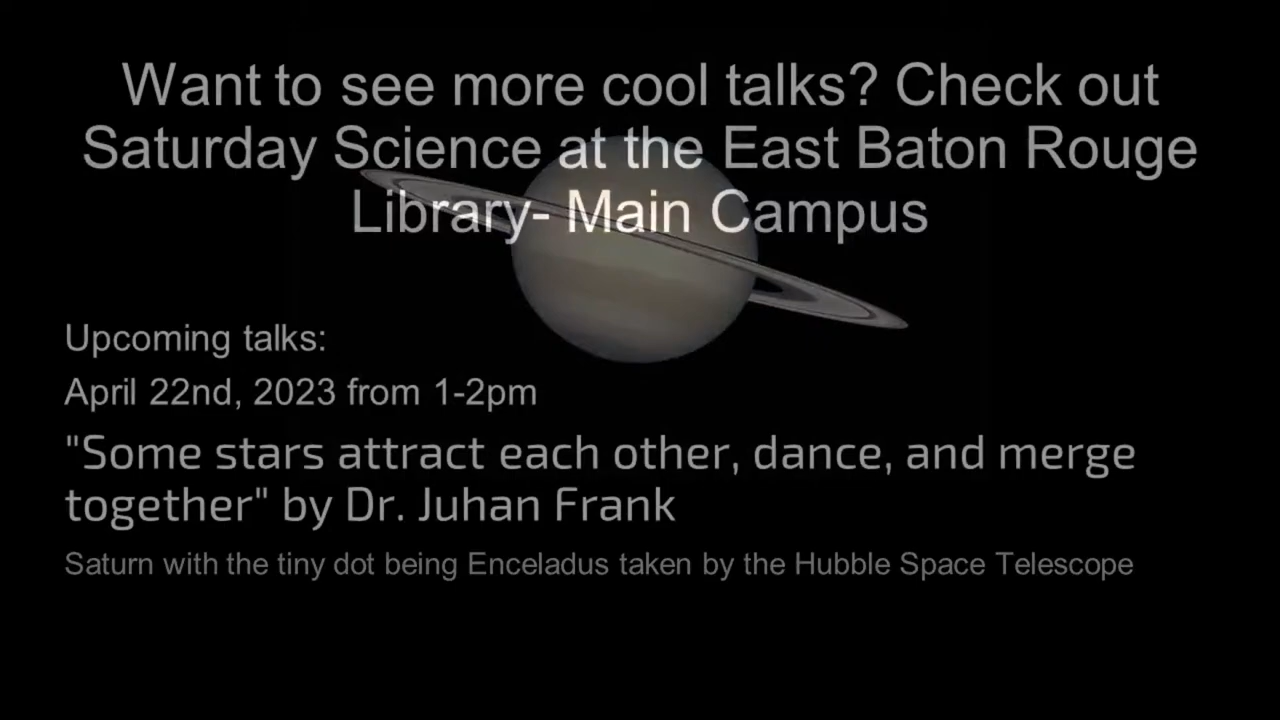 Want to see more cool talks? Check out
Saturday Science at the East Baton Rouge
Library- Main Campus
Upcoming talks:
April 22nd, 2023 from 1-2pm
"Some stars attract each other, dance, and merge
together" by Dr. Juhan Frank
Saturn with the tiny dot being Enceladus taken by the Hubble Space Telescope